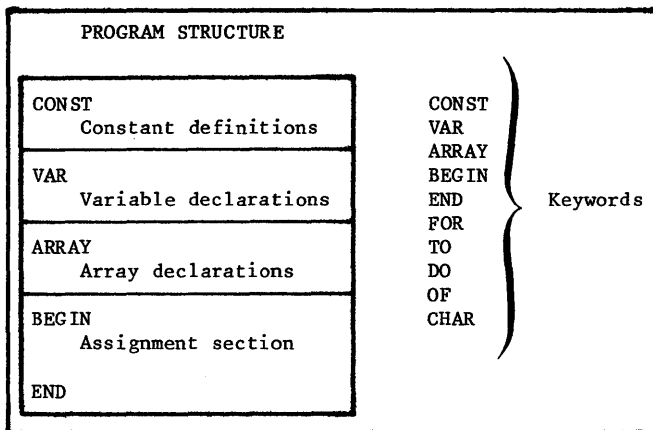 PROGRAM STRUCTURE
CONST
Constant definitions
VAR
Variable declarations
ARRAY
Array declarations
BEGIN
Assignment section
END
CONST
VAR
ARRAY
BEGIN
END
FOR
TO
DO
OF
CHAR
Keywords